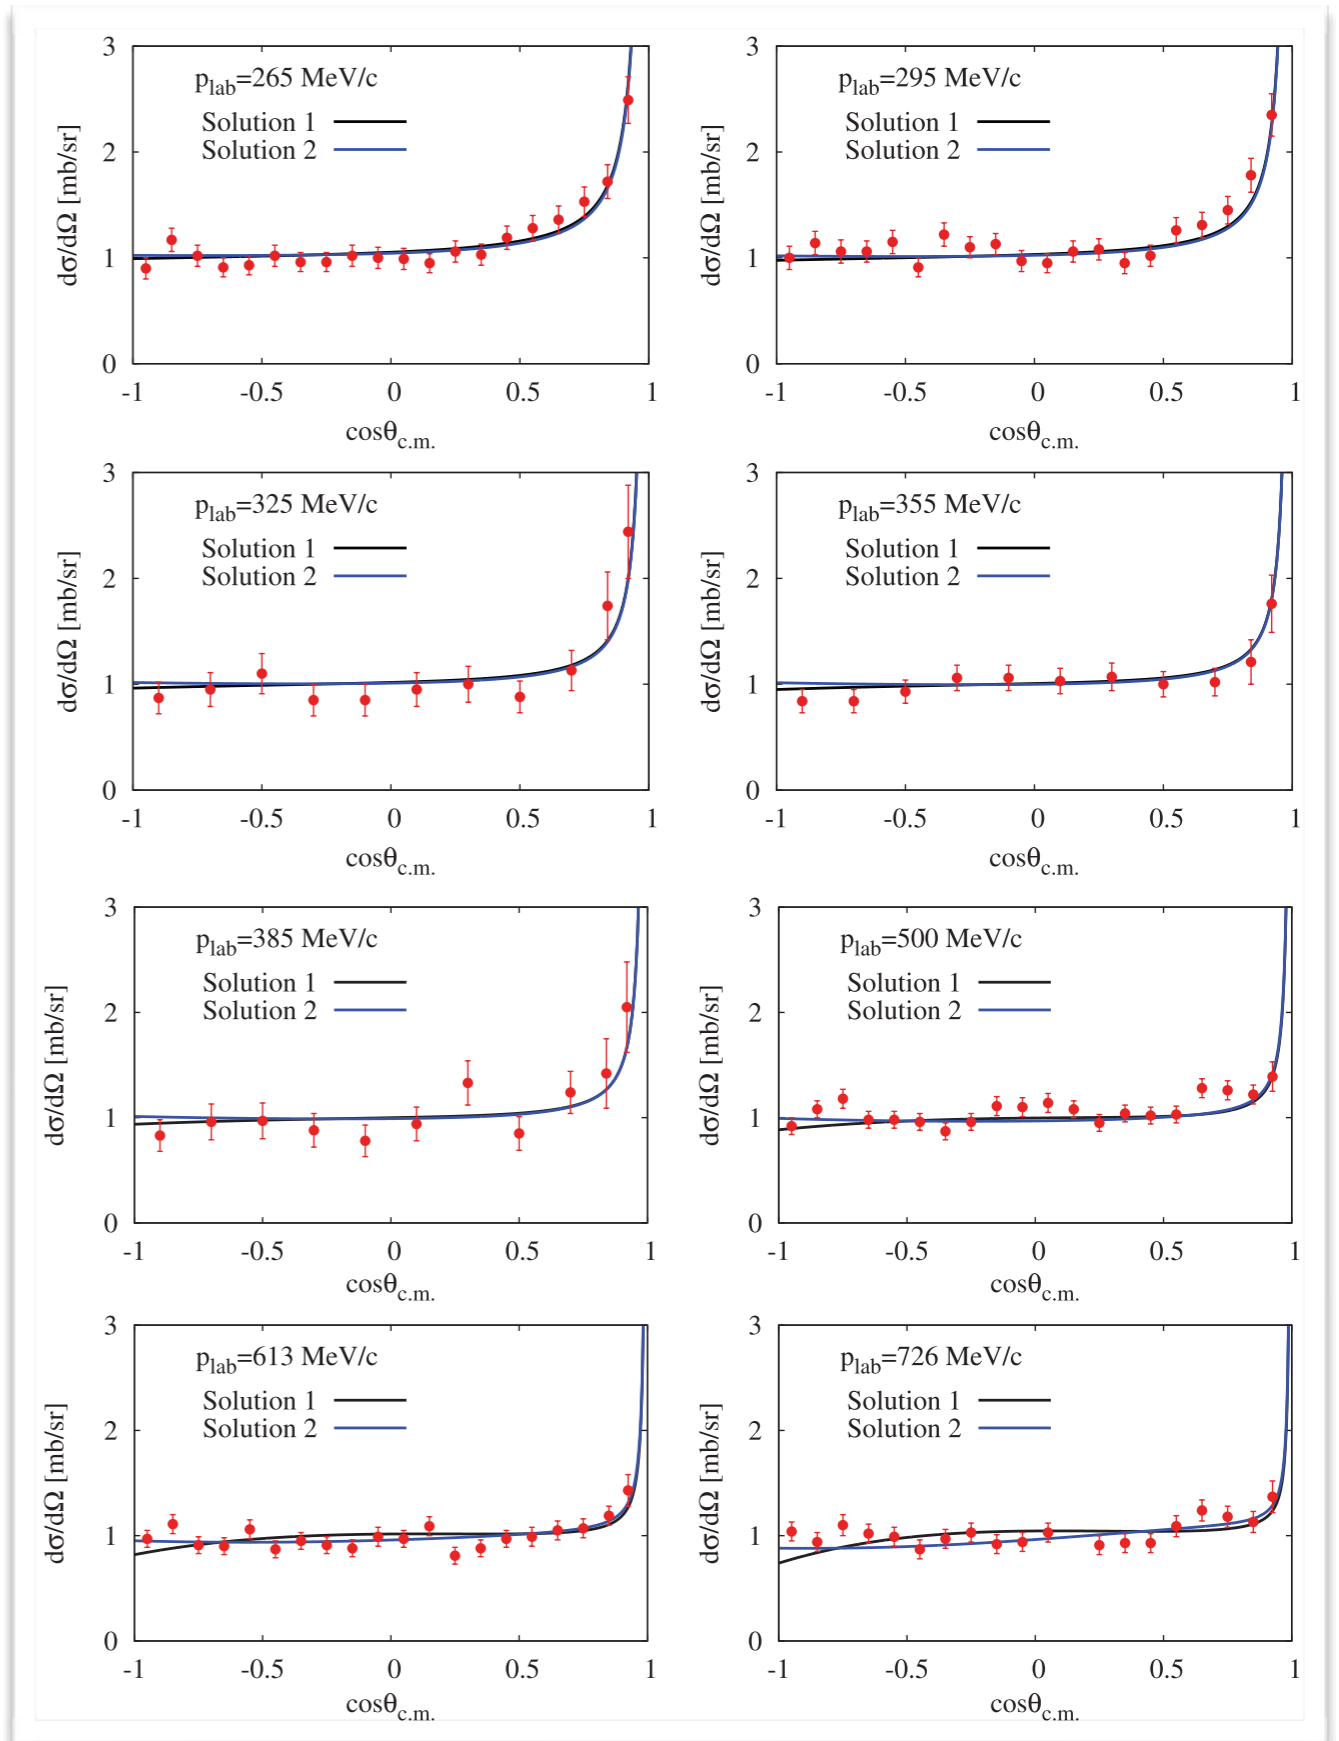 3
2
1
0
dσ/dΩ [mb/sr]
p_lab=265 MeV/c
Solution 1
Solution 2
-1 -0.5 0 0.5 1
cosθ_c.m.
3
2
1
0
dσ/dΩ [mb/sr]
p_lab=295 MeV/c
Solution 1
Solution 2
-1 -0.5 0 0.5 1
cosθ_c.m.
3
2
1
0
dσ/dΩ [mb/sr]
p_lab=325 MeV/c
Solution 1
Solution 2
-1 -0.5 0 0.5 1
cosθ_c.m.
3
2
1
0
dσ/dΩ [mb/sr]
p_lab=355 MeV/c
Solution 1
Solution 2
-1 -0.5 0 0.5 1
cosθ_c.m.
3
2
1
0
dσ/dΩ [mb/sr]
p_lab=385 MeV/c
Solution 1
Solution 2
-1 -0.5 0 0.5 1
cosθ_c.m.
3
2
1
0
dσ/dΩ [mb/sr]
p_lab=500 MeV/c
Solution 1
Solution 2
-1 -0.5 0 0.5 1
cosθ_c.m.
3
2
1
0
dσ/dΩ [mb/sr]
p_lab=613 MeV/c
Solution 1
Solution 2
-1 -0.5 0 0.5 1
cosθ_c.m.
3
2
1
0
dσ/dΩ [mb/sr]
p_lab=726 MeV/c
Solution 1
Solution 2
-1 -0.5 0 0.5 1
cosθ_c.m.